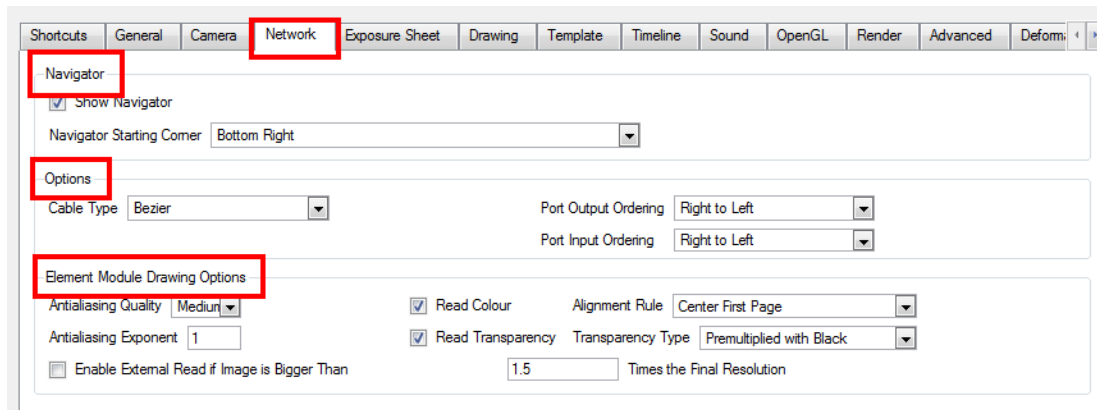 Shortcuts General Camera Network Exposure Sheet Drawing Template Timeline Sound OpenGL Render Advanced Deform
Navigator
Show Navigator
Navigator Starting Corner Bottom Right
Options
Cable Type Bezier Port Output Ordering Right to Left
Port Input Ordering Right to Left
Element Module Drawing Options
Antialiasing Quality Medium Read Colour Alignment Rule Center First Page
Antialiasing Exponent 1 Read Transparency Transparency Type Premultiplied with Black
Enable External Read if Image is Bigger Than 1.5 Times the Final Resolution